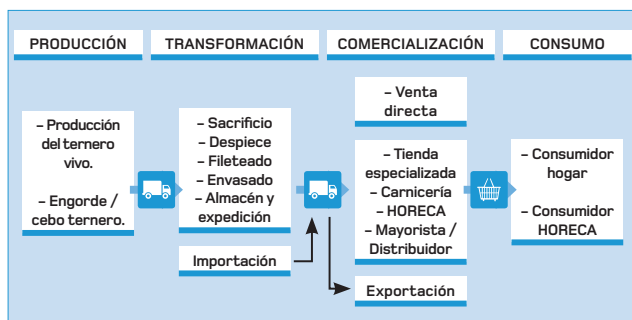 PRODUCCIÓN
TRANSFORMACIÓN
COMERCIALIZACIÓN
CONSUMO
– Producción
del ternero
vivo.
– Engorde /
cebo ternero.
– Sacrificio
– Despiece
– Fileteado
– Envasado
– Almacén y
expedición
Importación
– Venta
directa
– Tienda
especializada
– Carnicería
– HORECA
– Mayorista /
Distribuidor
Exportación
– Consumidor
hogar
– Consumidor
HORECA